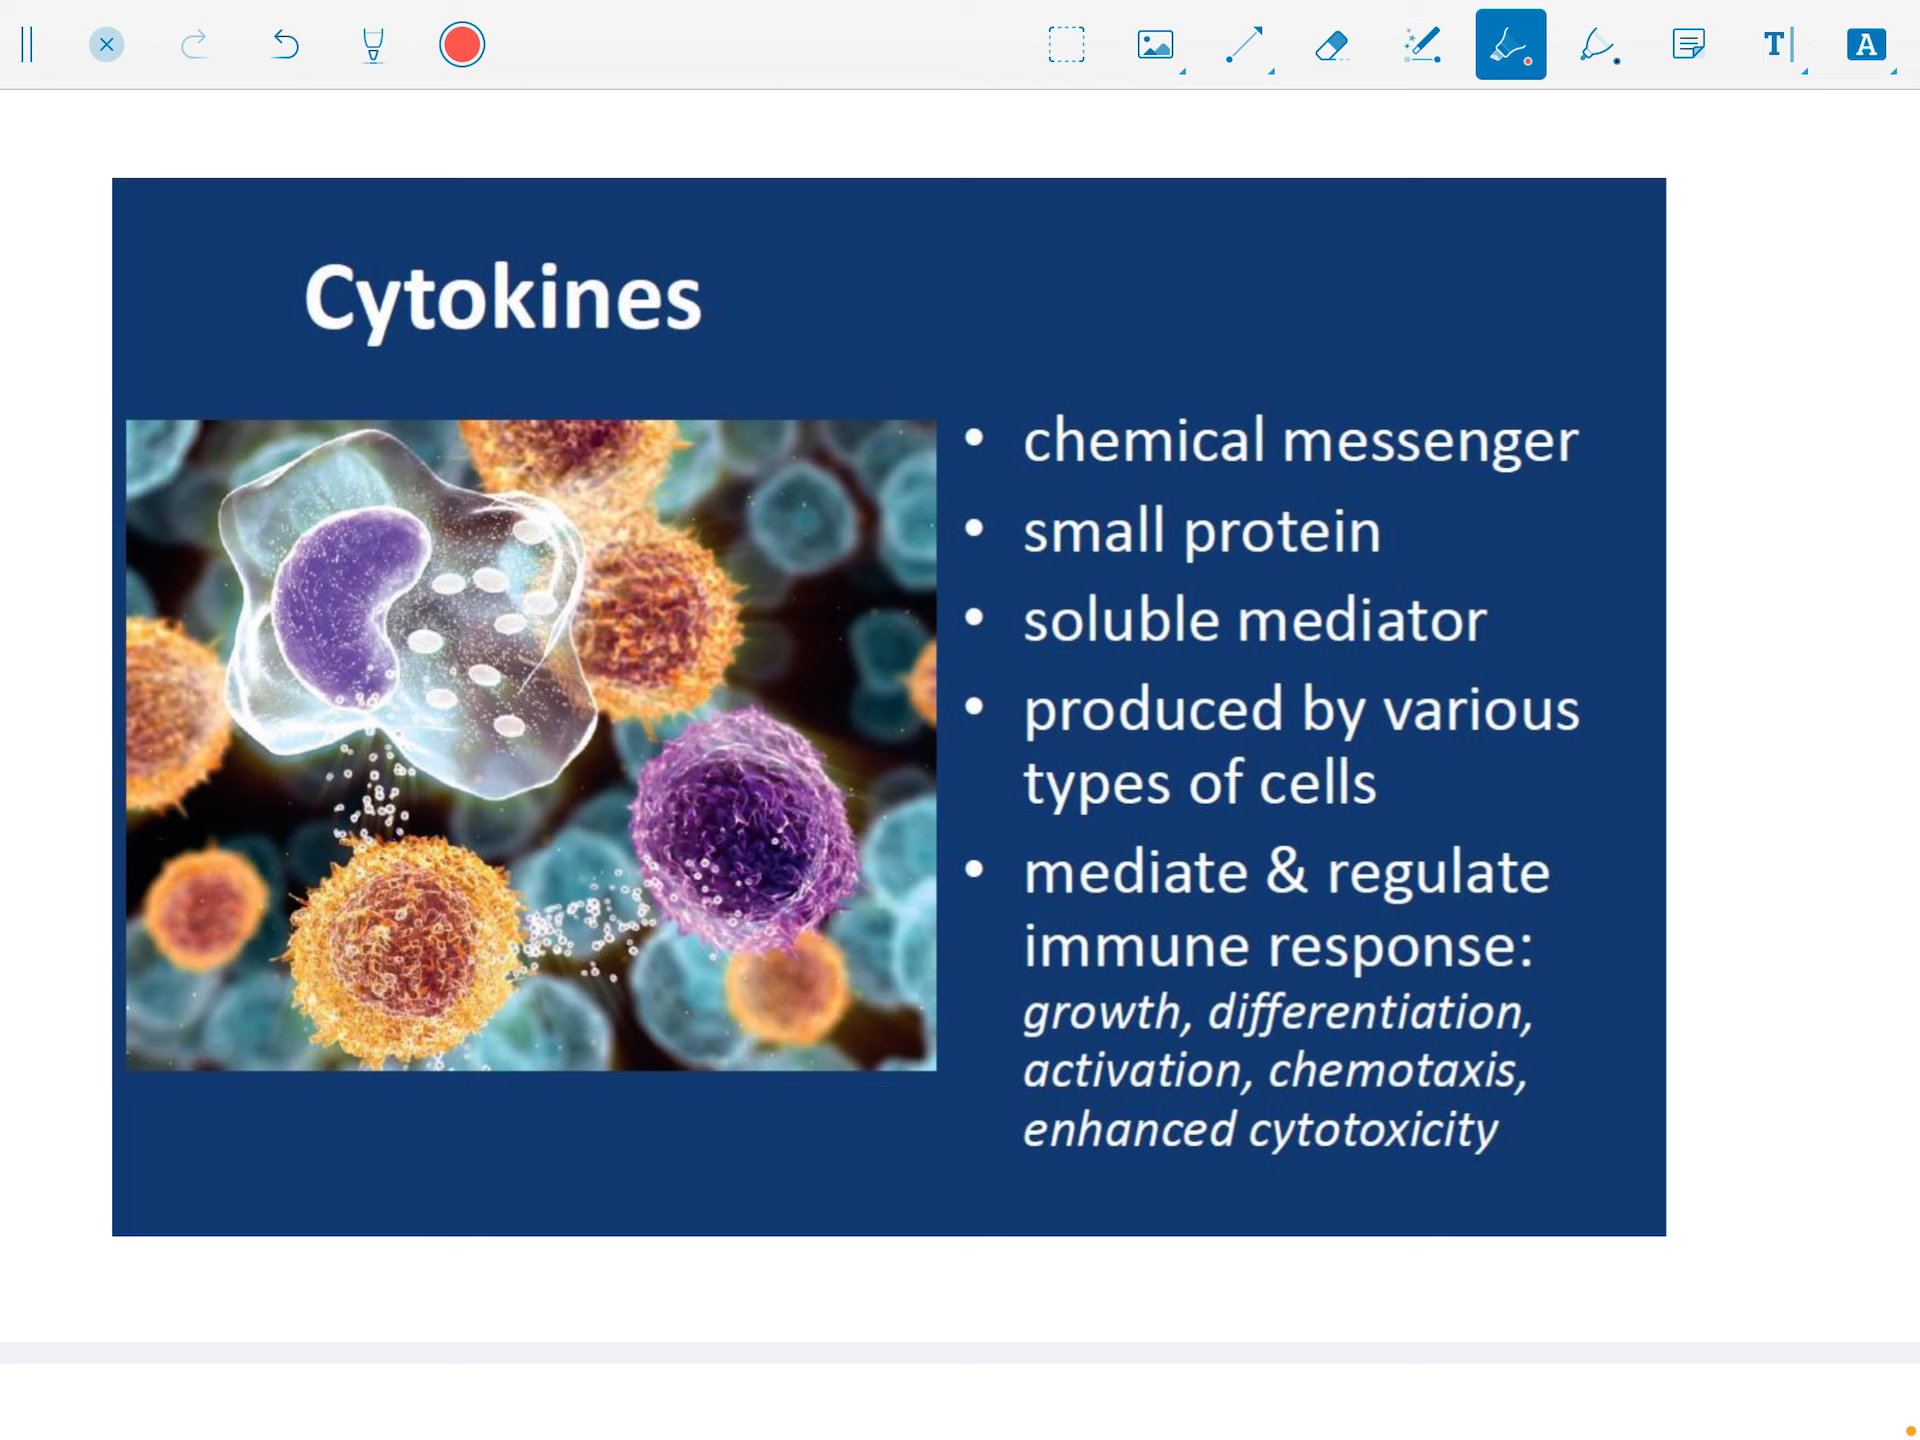 Cytokines
• chemical messenger
• small protein
• soluble mediator
• produced by various
types of cells
• mediate & regulate
immune response:
growth, differentiation,
activation, chemotaxis,
enhanced cytotoxicity
T
A